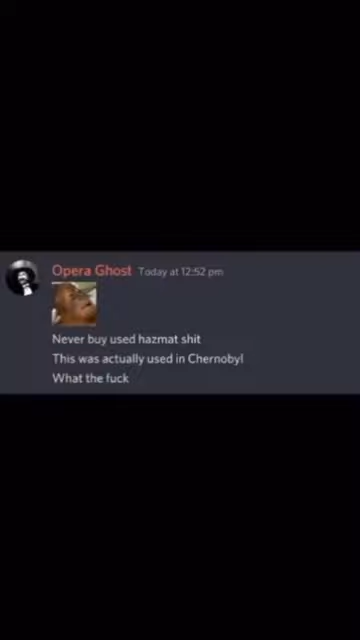 Opera Ghost Today at 12:52 pm
Never buy used hazmat shit
This was actually used in Chernobyl
What the fuck